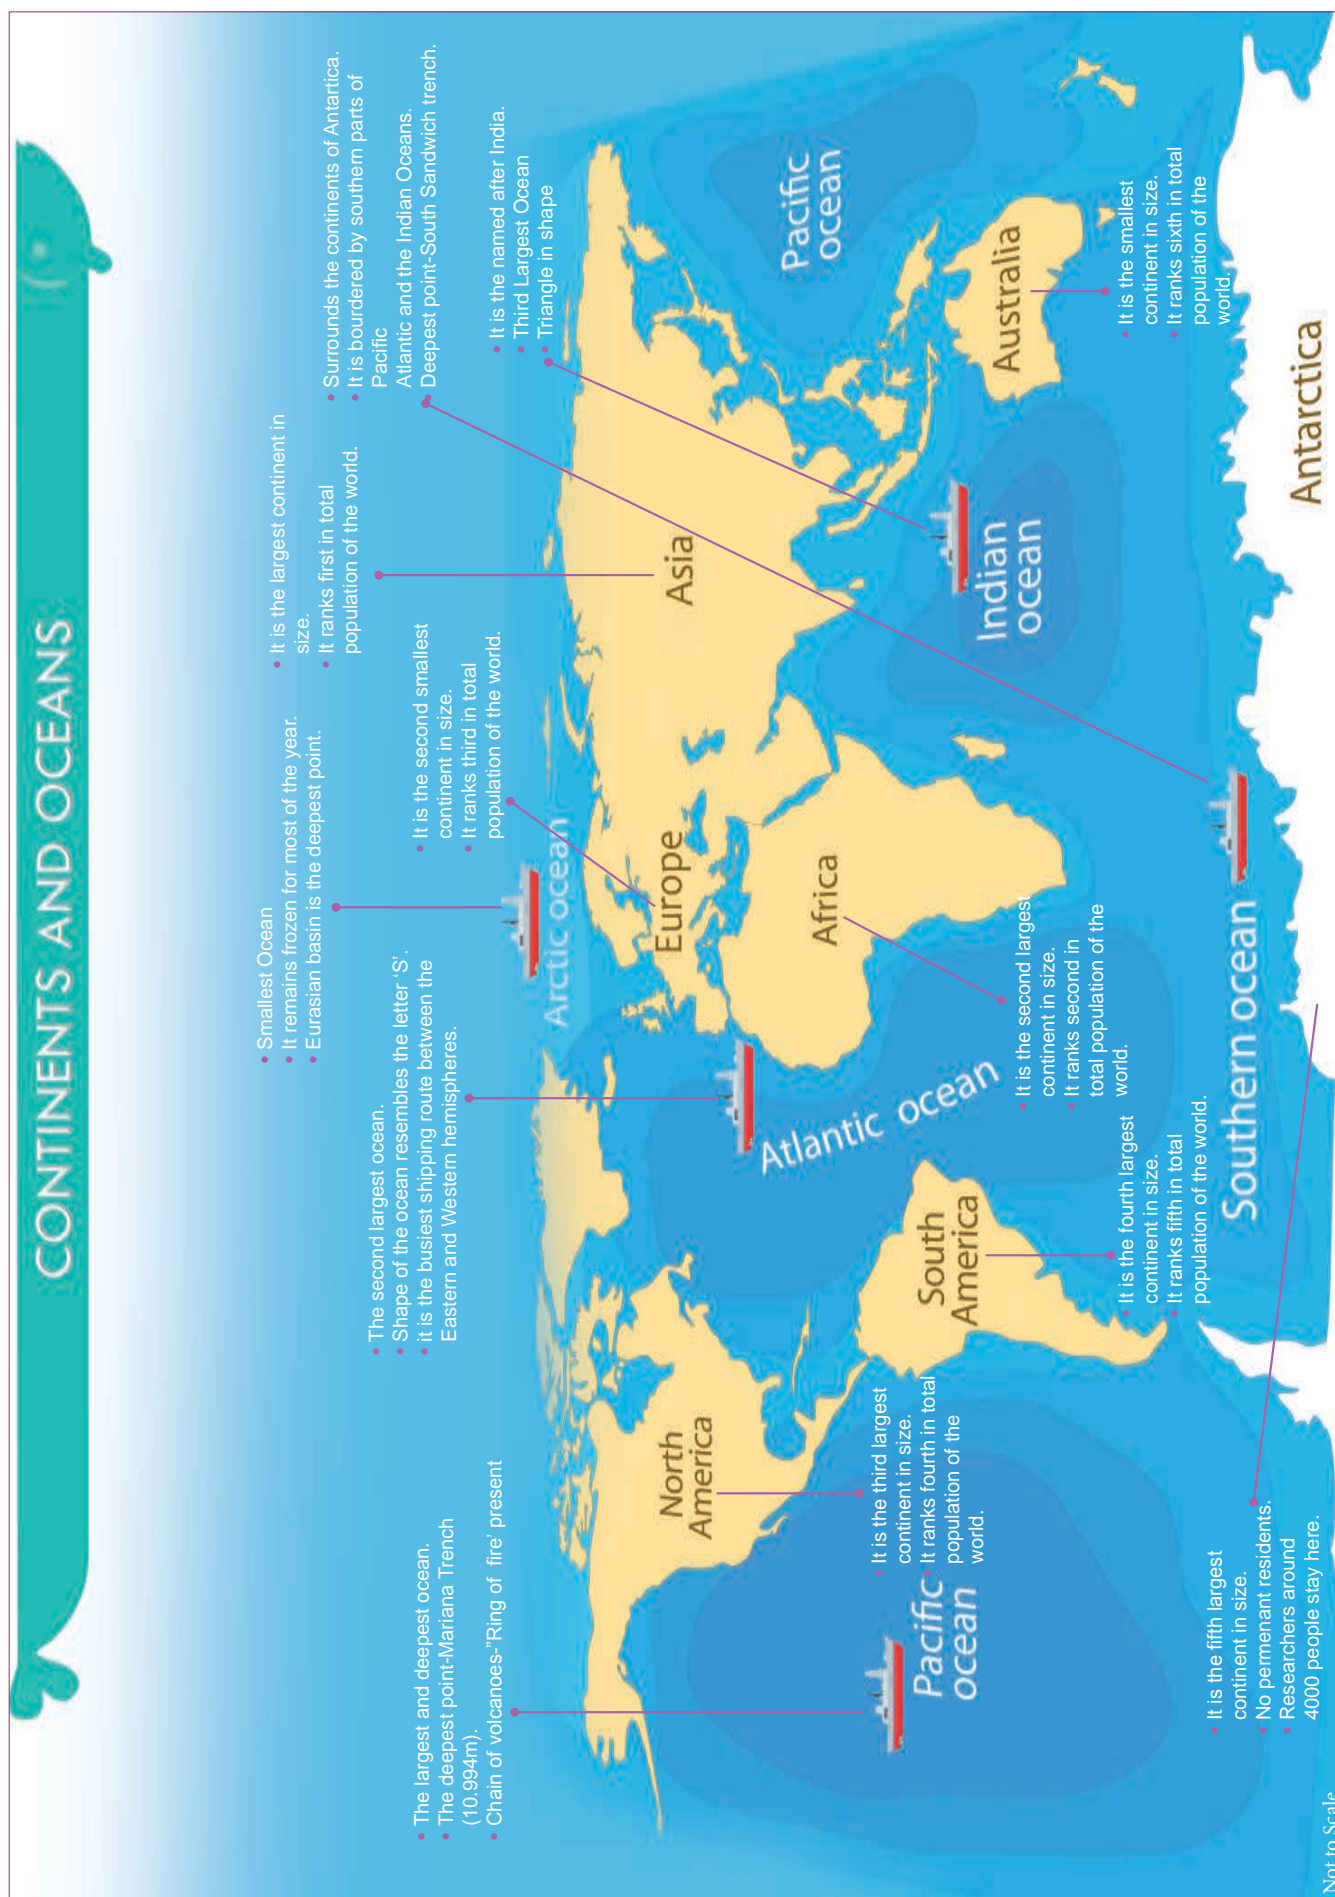 CONTINENTS AND OCEANS
• The largest and deepest ocean.
• The deepest point-Mariana Trench
(10.994m).
• Chain of volcanoes-"Ring of fire' present
• The second largest ocean.
• Shape of the ocean resembles the letter 'S'.
• it is the busiest shipping route between the
Eastern and Western hemispheres.
• Smallest Ocean
• It remains frozen for most of the year.
• Eurasian basin is the deepest point.
• It is the second smallest
continent in size.
• It ranks third in total
population of the world.
• It is the largest continent in
size.
• It ranks first in total
population of the world.
• Surrounds the continents of Antartica.
• It is bourdered by southern parts of
Pacific
Atlantic and the Indian Oceans.
• Deepest point-South Sandwich trench.
• It is the named after India.
• Third Largest Ocean
• Triangle in shape
Arctic ocean
North
America
Europe
Asia
Pacific
ocean
Atlantic ocean
Africa
Pacific
ocean
South
America
Indian
ocean
Australia
• It is the third largest
continent in size.
• It ranks fourth in total
population of the
world.
• It is the second largest
continent in size.
• It ranks second in
total population of the
world.
• It is the fourth largest
continent in size.
• It ranks fifth in total
population of the world.
• It is the smallest
continent in size.
• It ranks sixth in total
population of the
world.
Southern ocean
• It is the fifth largest
continent in size.
• No permenant residents.
• Researchers around
4000 people stay here.
Antarctica
Not to Scale